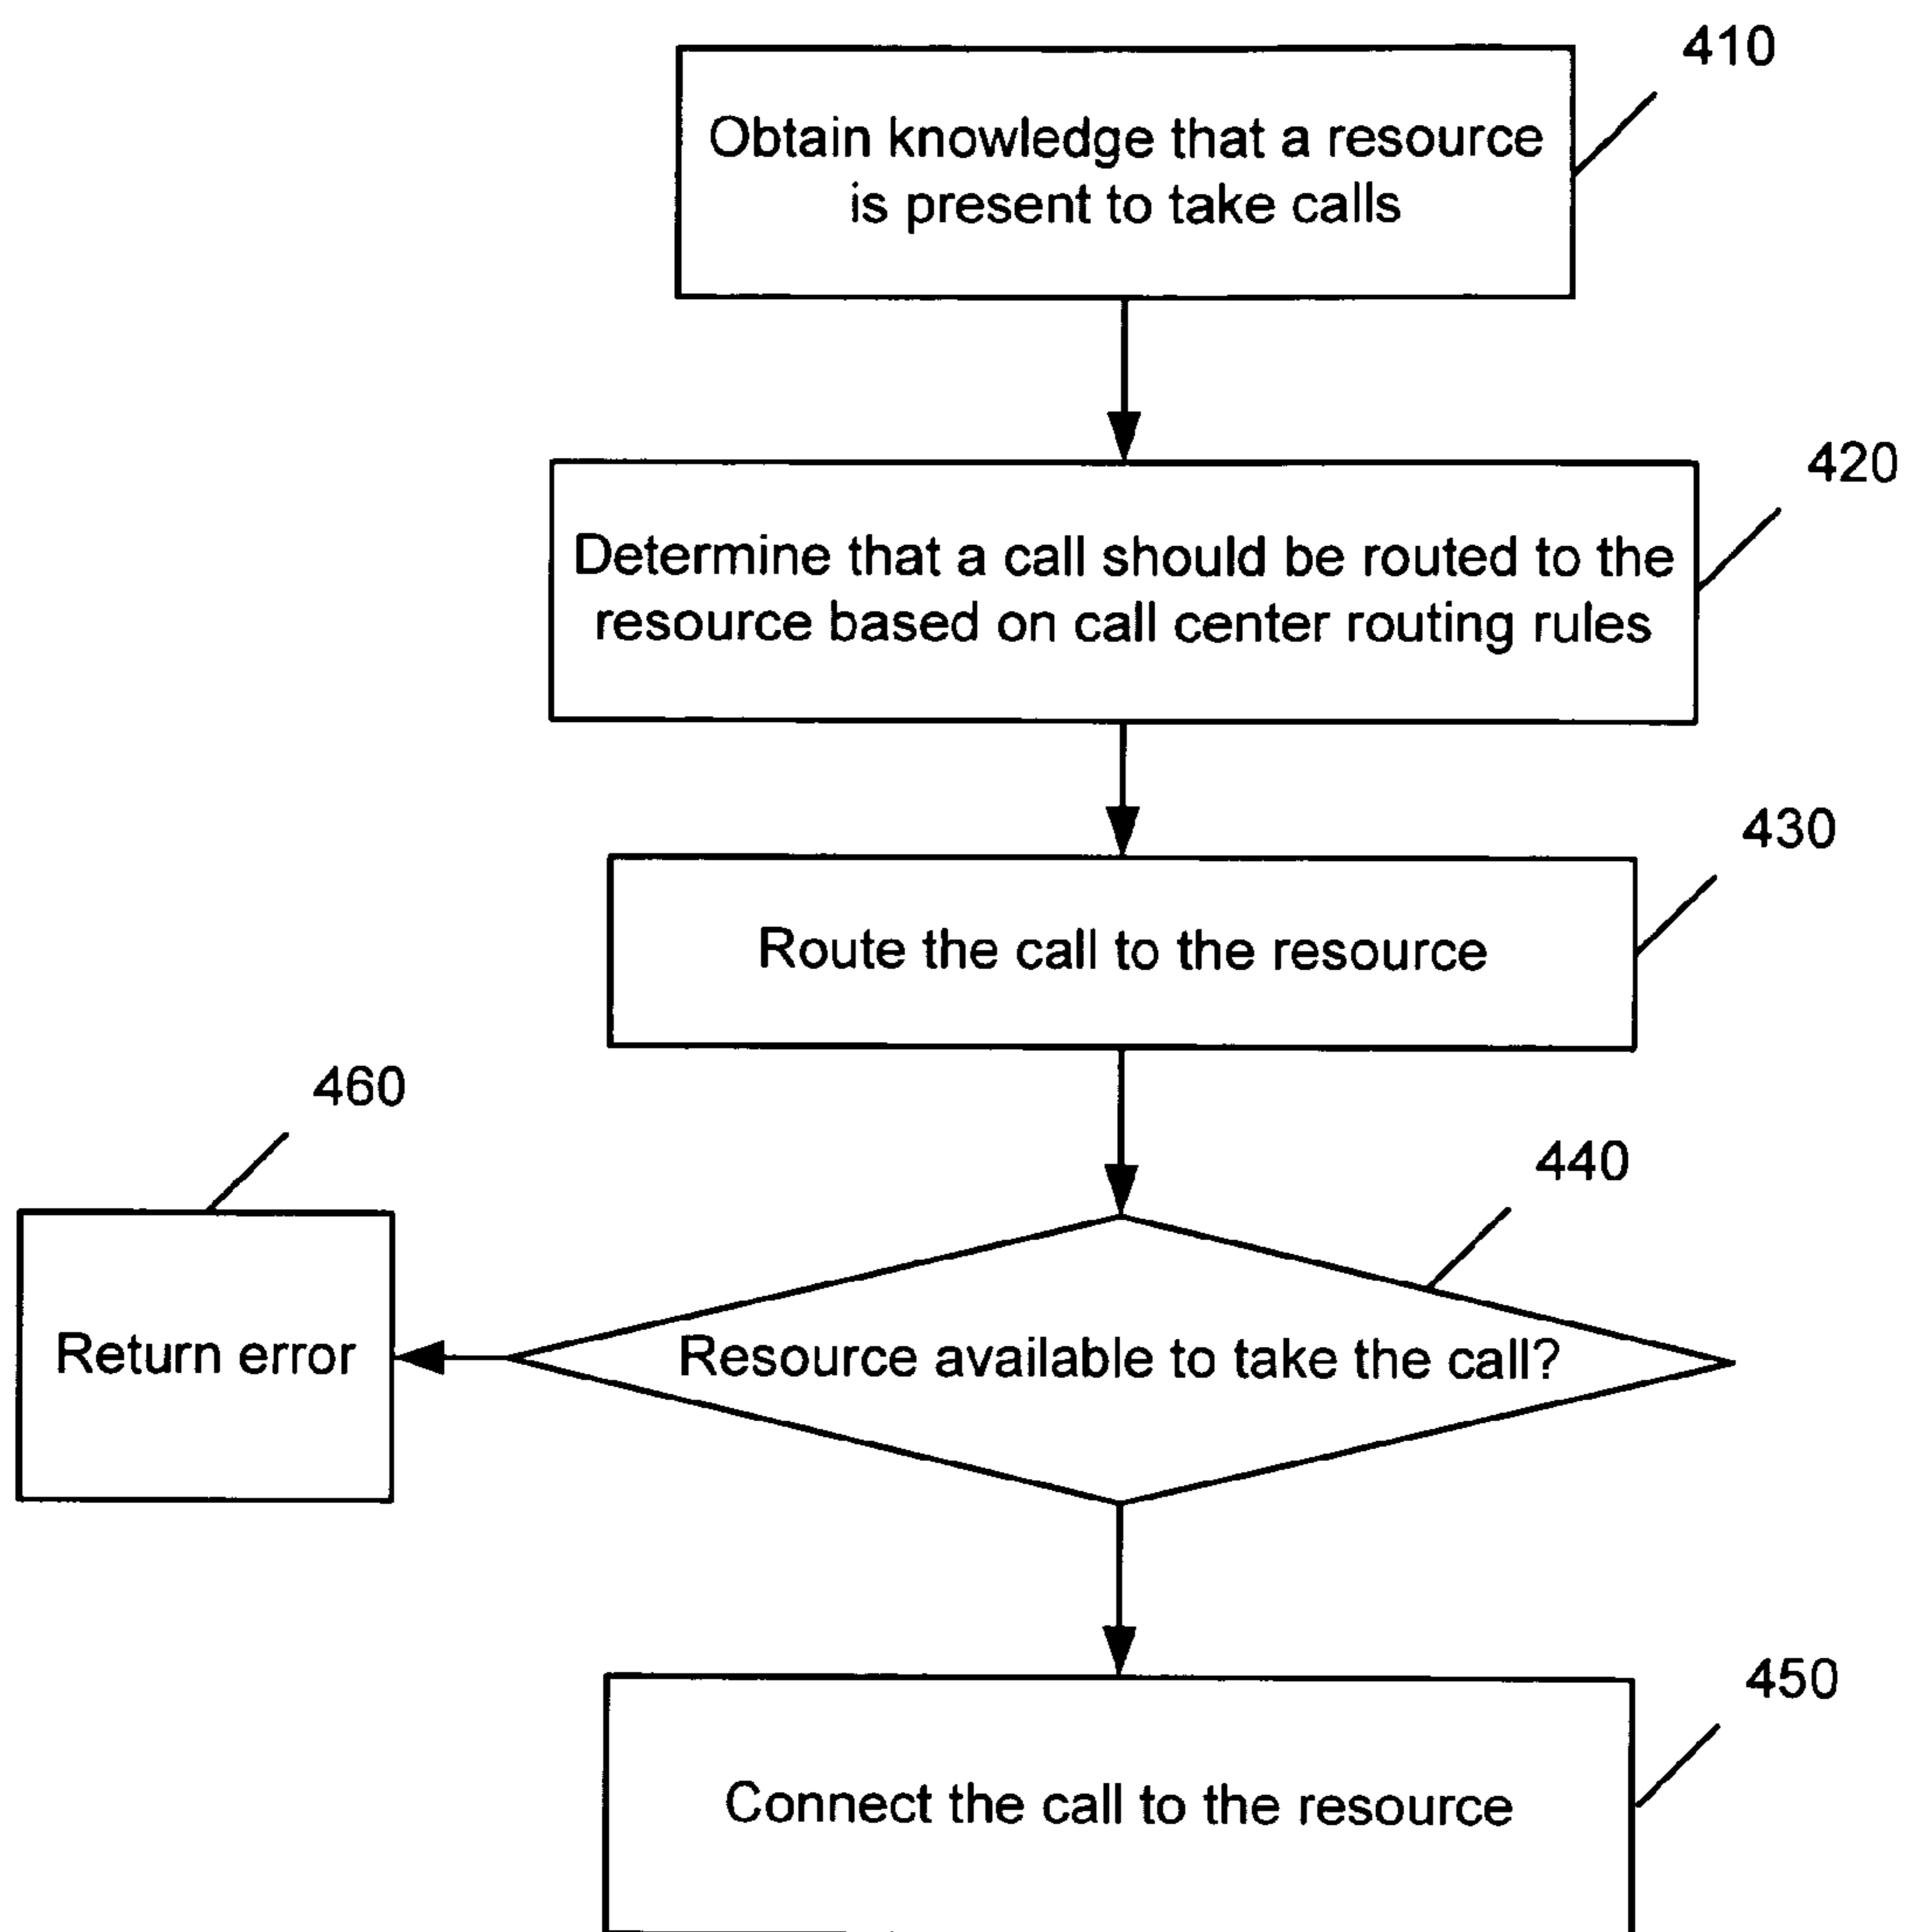 410
Obtain knowledge that a resource
is present to take calls
420
Determine that a call should be routed to the
resource based on call center routing rules
430
Route the call to the resource
460
440
Return error
Resource available to take the call?
450
Connect the call to the resource